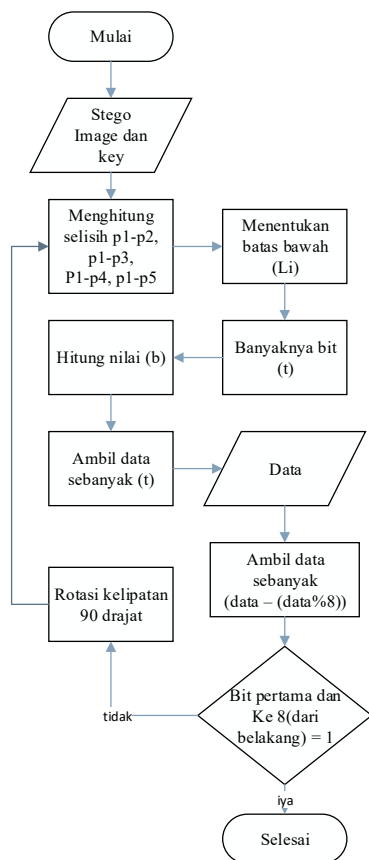 Mulai
Stego
Image dan
key
Menghitung
selisih p1-p2,
p1-p3,
P1-p4, p1-p5
Menentukan
batas bawah
(Li)
Banyaknya bit
(t)
Hitung nilai (b)
Ambil data
sebanyak (t)
Data
Ambil data
sebanyak
(data – (data%8))
Rotasi kelipatan
90 drajat
Bit pertama dan
Ke 8(dari
belakang) = 1
tidak
iya
Selesai